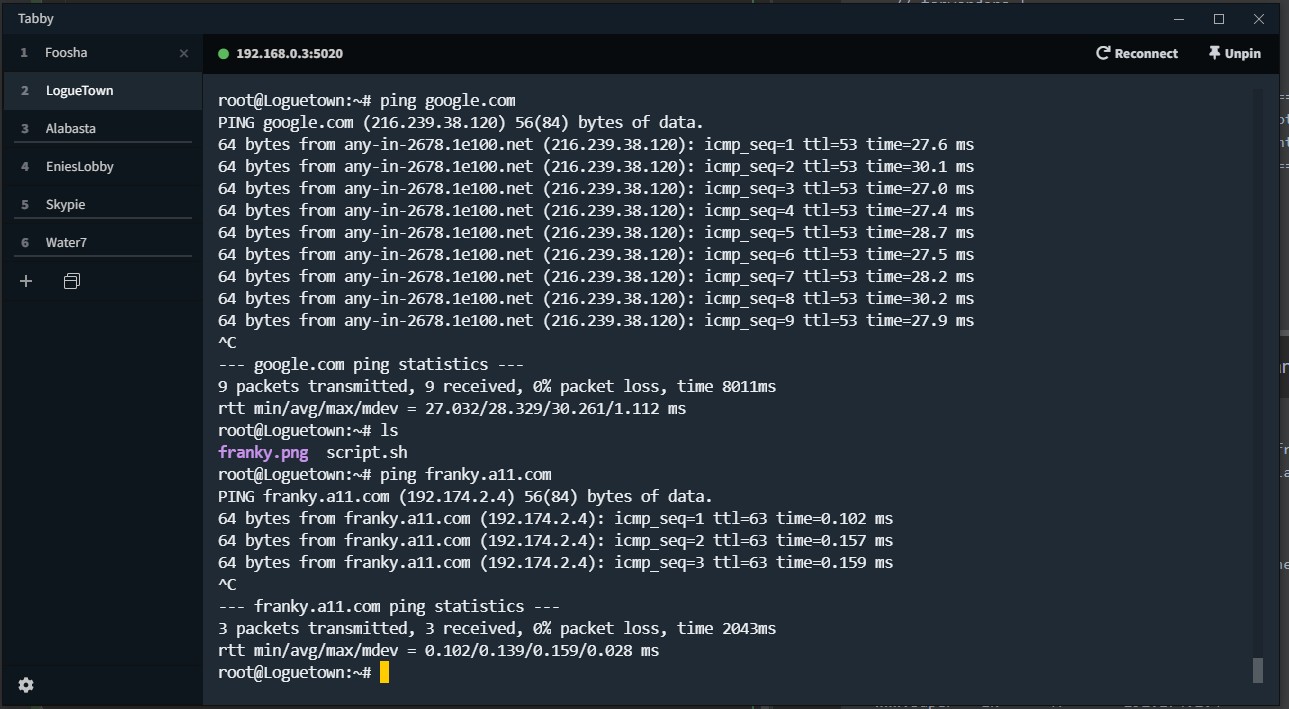 Tabby
1 Foosha
2 LogueTown
3 Alabasta
4 EniesLobby
5 Skypie
6 Water7
192.168.0.3:5020
Reconnect
Unpin
root@Loguetown:~# ping google.com
PING google.com (216.239.38.120) 56(84) bytes of data.
64 bytes from any-in-2678.1e100.net (216.239.38.120): icmp_seq=1 ttl=53 time=27.6 ms
64 bytes from any-in-2678.1e100.net (216.239.38.120): icmp_seq=2 ttl=53 time=30.1 ms
64 bytes from any-in-2678.1e100.net (216.239.38.120): icmp_seq=3 ttl=53 time=27.0 ms
64 bytes from any-in-2678.1e100.net (216.239.38.120): icmp_seq=4 ttl=53 time=27.4 ms
64 bytes from any-in-2678.1e100.net (216.239.38.120): icmp_seq=5 ttl=53 time=28.7 ms
64 bytes from any-in-2678.1e100.net (216.239.38.120): icmp_seq=6 ttl=53 time=27.5 ms
64 bytes from any-in-2678.1e100.net (216.239.38.120): icmp_seq=7 ttl=53 time=28.2 ms
64 bytes from any-in-2678.1e100.net (216.239.38.120): icmp_seq=8 ttl=53 time=30.2 ms
64 bytes from any-in-2678.1e100.net (216.239.38.120): icmp_seq=9 ttl=53 time=27.9 ms
^C
--- google.com ping statistics ---
9 packets transmitted, 9 received, 0% packet loss, time 8011ms
rtt min/avg/max/mdev = 27.032/28.329/30.261/1.112 ms
root@Loguetown:~# ls
franky.png  script.sh
root@Loguetown:~# ping franky.a11.com
PING franky.a11.com (192.174.2.4) 56(84) bytes of data.
64 bytes from franky.a11.com (192.174.2.4): icmp_seq=1 ttl=63 time=0.102 ms
64 bytes from franky.a11.com (192.174.2.4): icmp_seq=2 ttl=63 time=0.157 ms
64 bytes from franky.a11.com (192.174.2.4): icmp_seq=3 ttl=63 time=0.159 ms
^C
--- franky.a11.com ping statistics ---
3 packets transmitted, 3 received, 0% packet loss, time 2043ms
rtt min/avg/max/mdev = 0.102/0.139/0.159/0.028 ms
root@Loguetown:~#